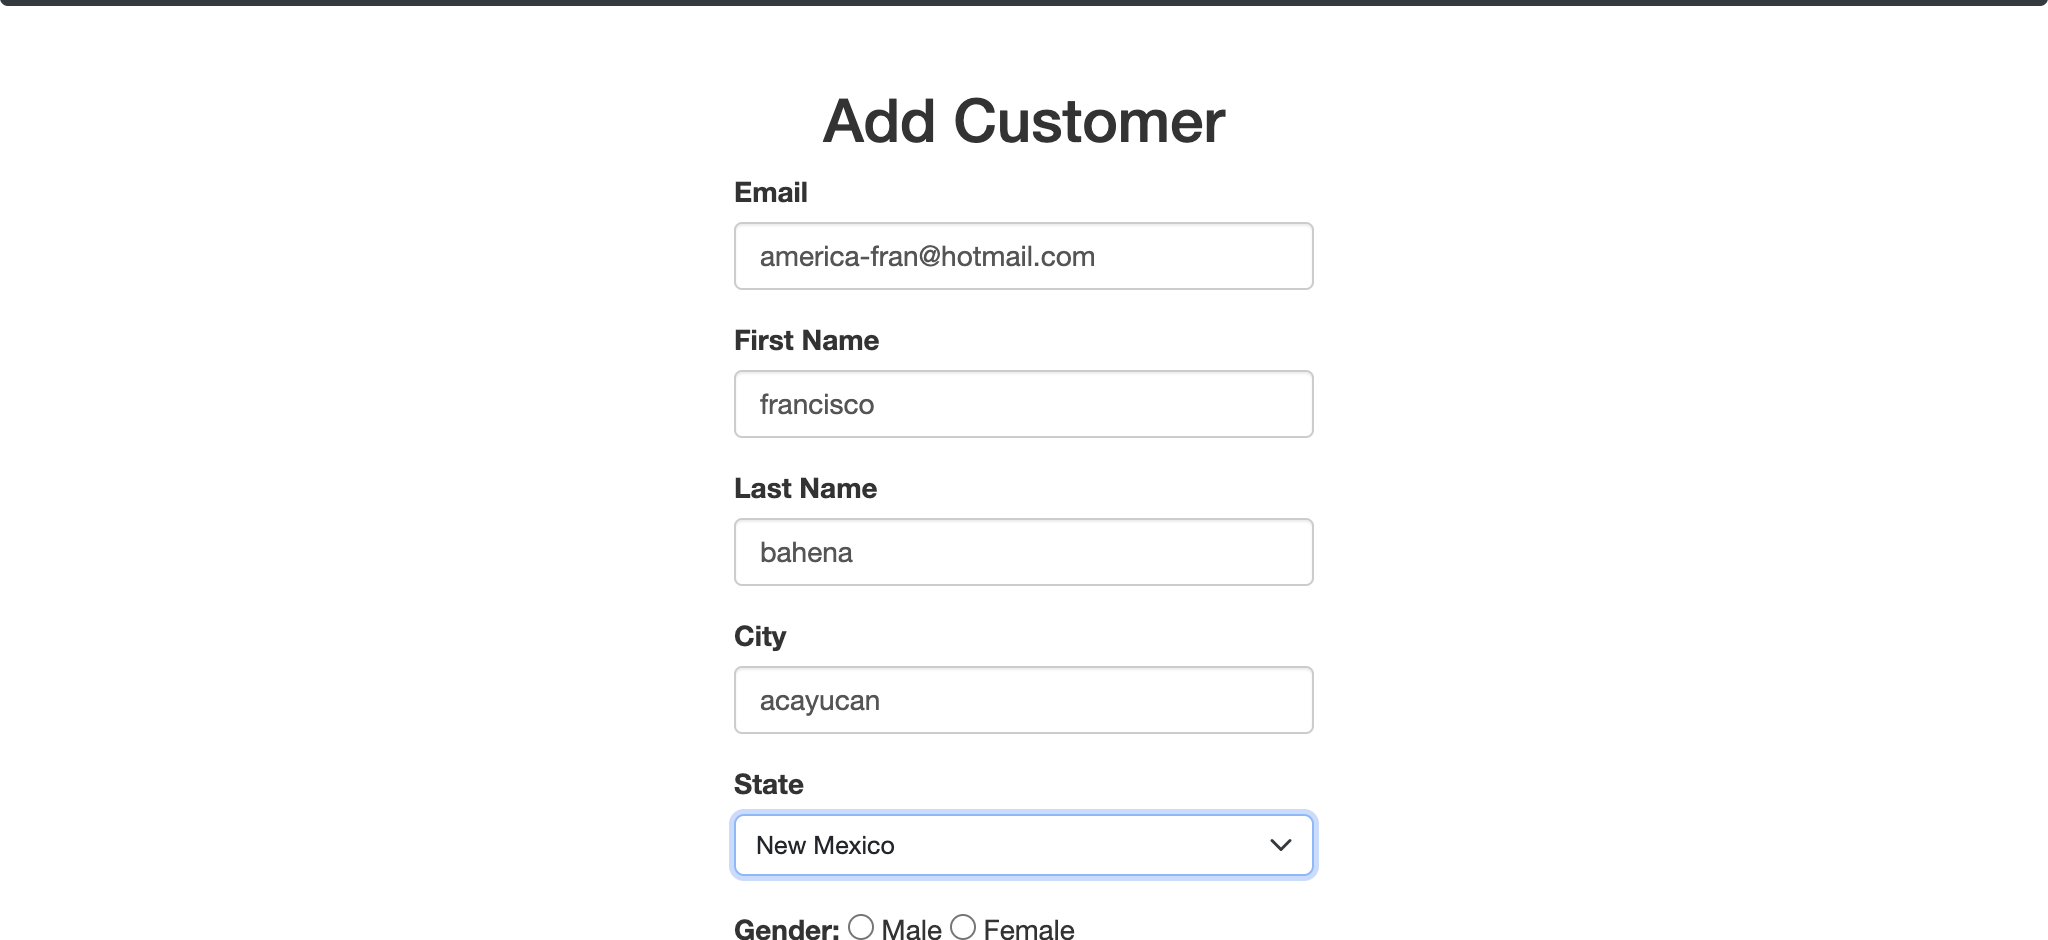 Add Customer
Email
america-fran@hotmail.com
First Name
francisco
Last Name
bahena
City
acayucan
State
New Mexico
Gender: Male Female